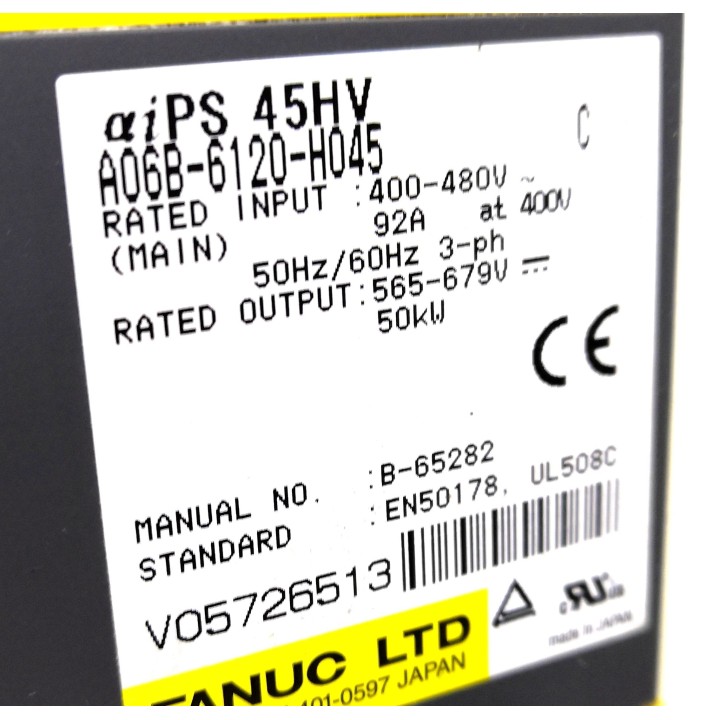 αiPS 45HV
C
A06B-6120-H045
RATED INPUT :400-480V ~
(MAIN) 92A at 400V
50Hz/60Hz 3-ph
RATED OUTPUT:565-679V ⎓
50kW
CE
MANUAL NO. :B-65282
STANDARD :EN50178, UL508C
V05726513
FANUC LTD
401-0597 JAPAN
made in JAPAN